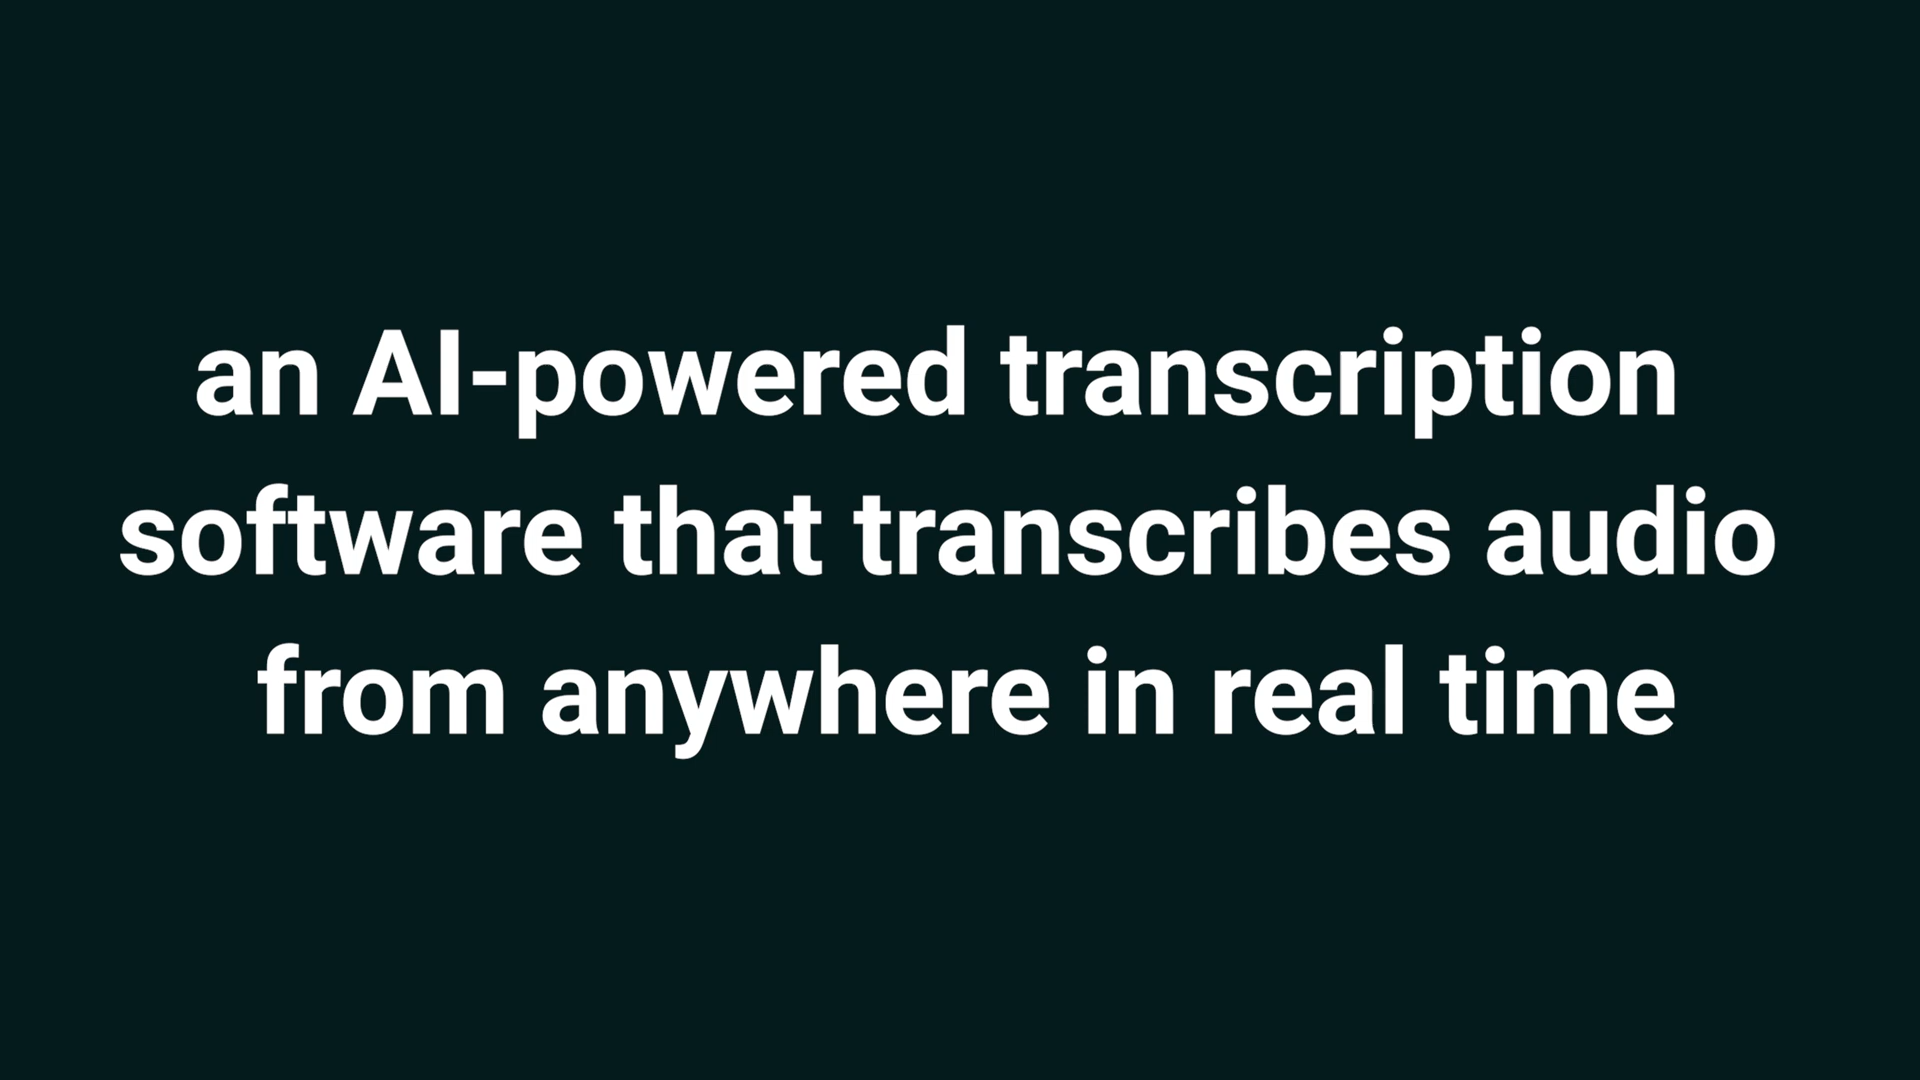 an AI-powered transcription
software that transcribes audio
from anywhere in real time